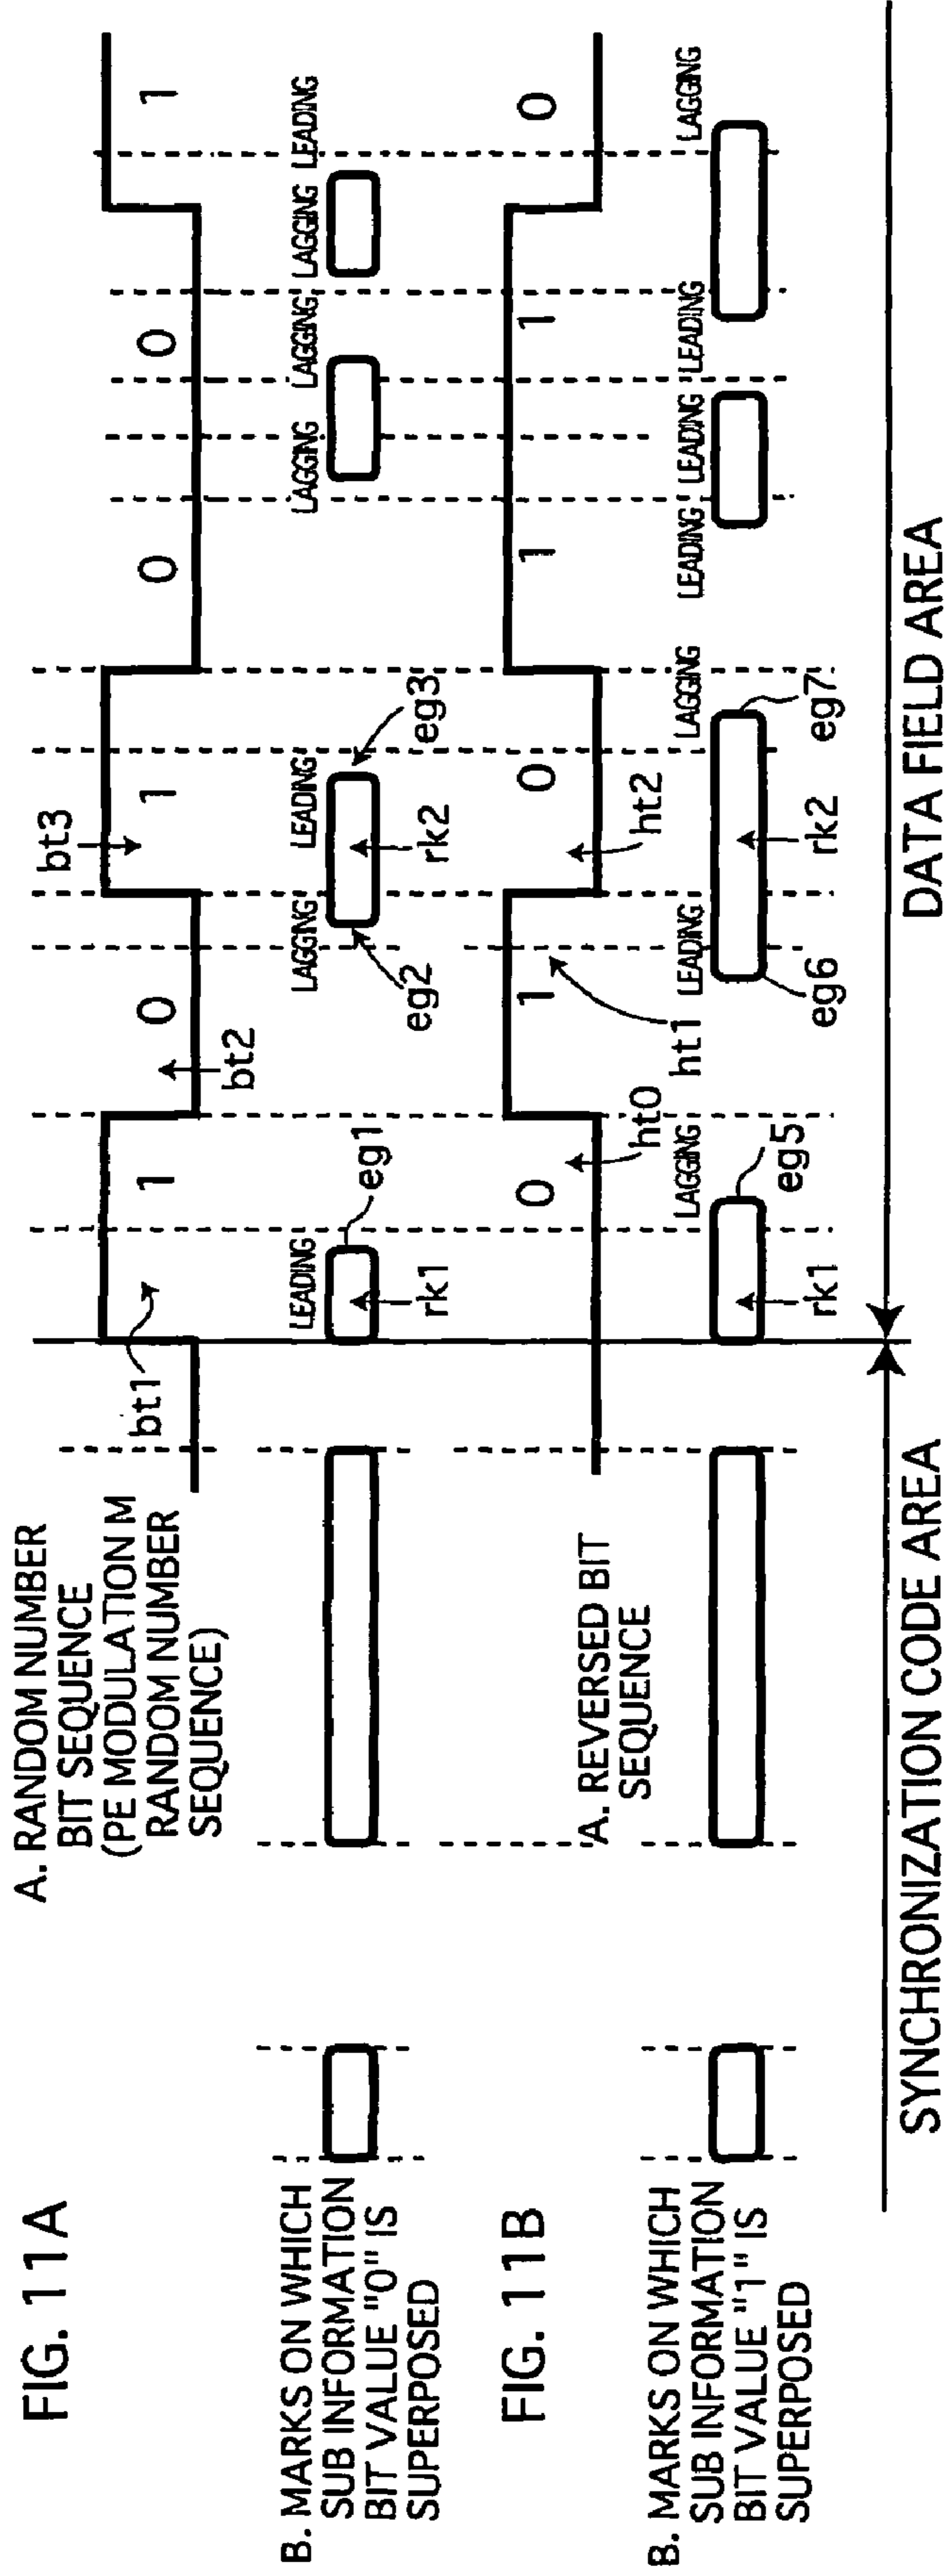 FIG. 11A
A. RANDOM NUMBER
BIT SEQUENCE
(PE MODULATION M
RANDOM NUMBER
SEQUENCE)
bt1
1
bt2
0
bt3
1
0
0
1
B. MARKS ON WHICH
SUB INFORMATION
BIT VALUE "0" IS
SUPERPOSED
LEADING
LAGGING
LEADING
LAGGING
LAGGING
LAGGING
LEADING
rk1
eg1
eg2
rk2
eg3
FIG. 11B
A. REVERSED BIT
SEQUENCE
0
1
0
1
1
0
ht0
ht1
ht2
B. MARKS ON WHICH
SUB INFORMATION
BIT VALUE "1" IS
SUPERPOSED
LAGGING
LEADING
LAGGING
LEADING
LEADING
LEADING
LAGGING
rk1
eg5
eg6
rk2
eg7
SYNCHRONIZATION CODE AREA
DATA FIELD AREA